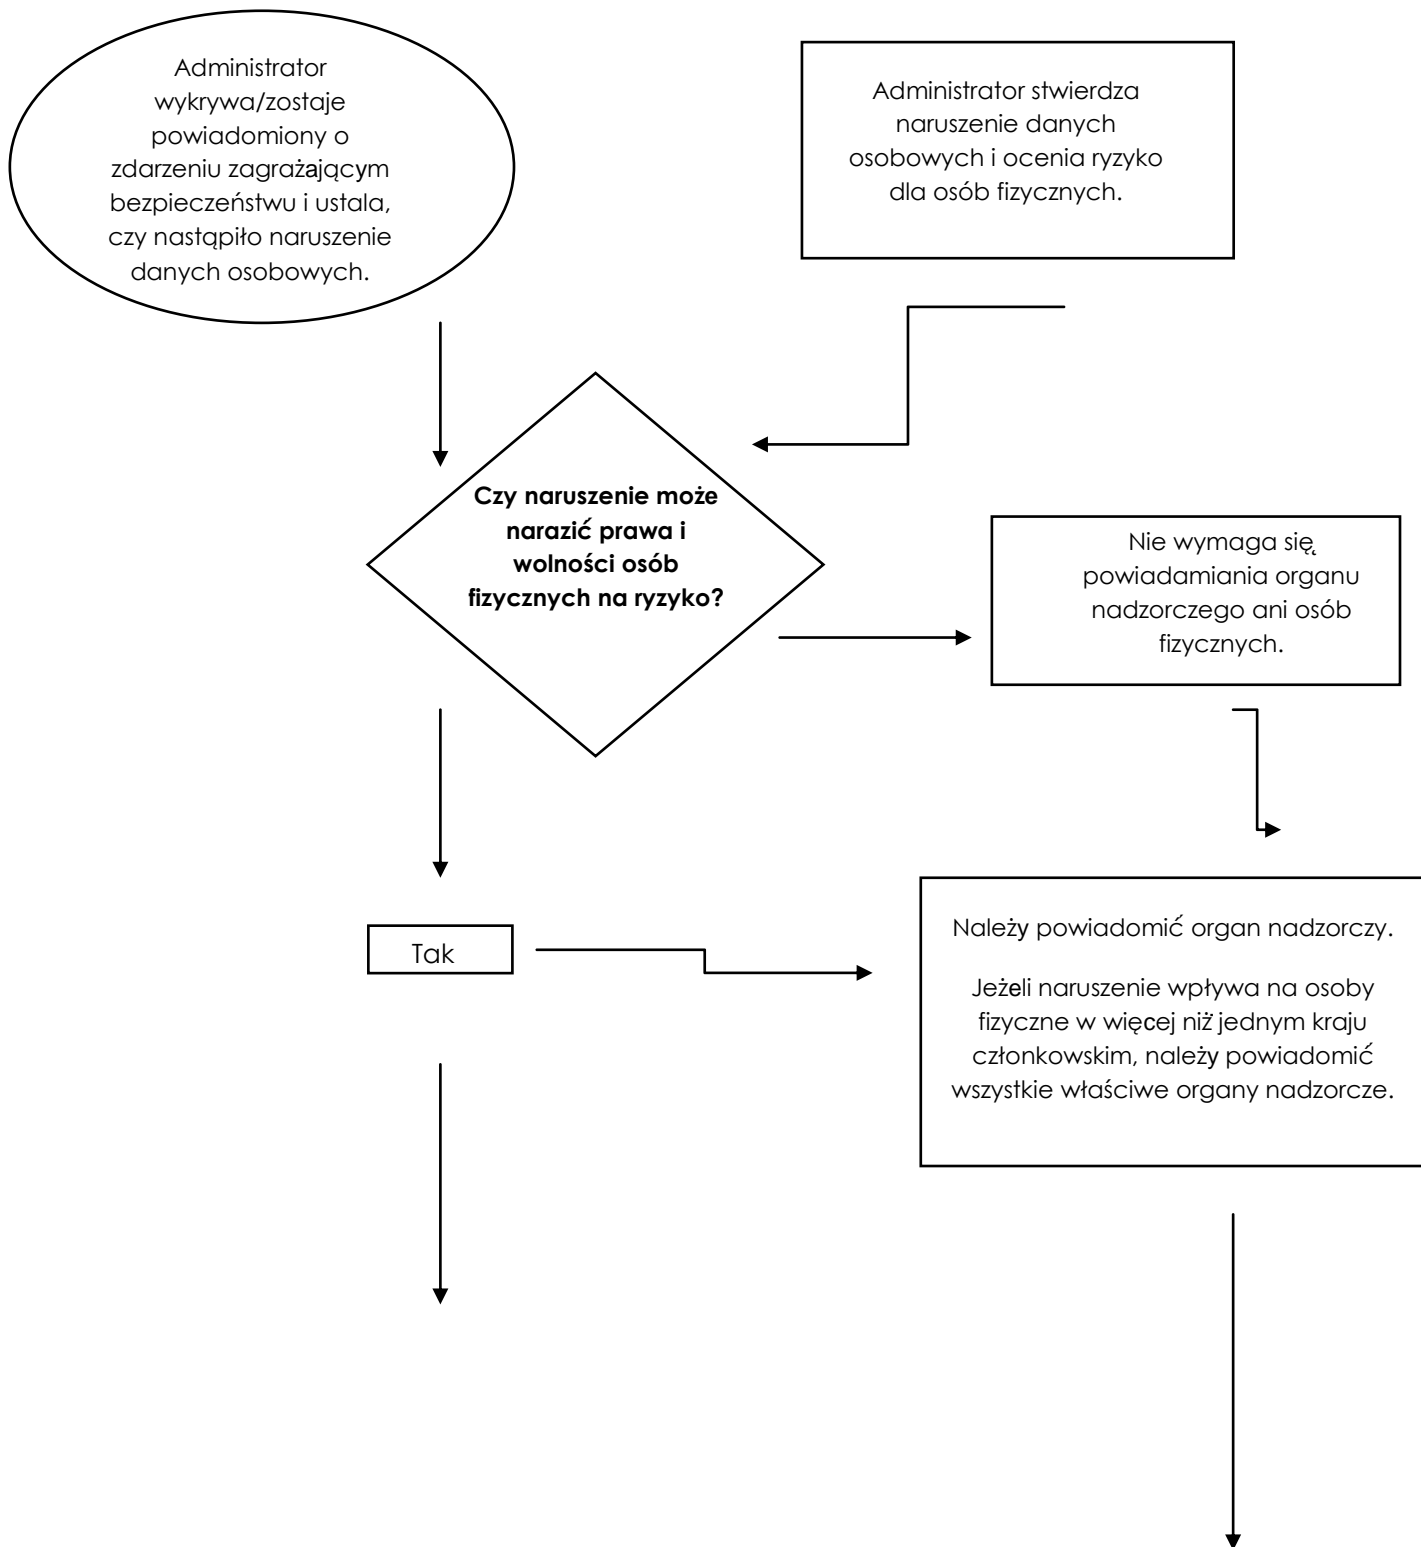 Administrator
wykrywa/zostaje
powiadomiony o
zdarzeniu zagrażającym
bezpieczeństwu i ustala,
czy nastąpiło naruszenie
danych osobowych.
Administrator stwierdza
naruszenie danych
osobowych i ocenia ryzyko
dla osób fizycznych.
Czy naruszenie może
narazić prawa i
wolności osób
fizycznych na ryzyko?
Nie wymaga się
powiadamiania organu
nadzorczego ani osób
fizycznych.
Tak
Należy powiadomić organ nadzorczy.
Jeżeli naruszenie wpływa na osoby
fizyczne w więcej niż jednym kraju
członkowskim, należy powiadomić
wszystkie właściwe organy nadzorcze.